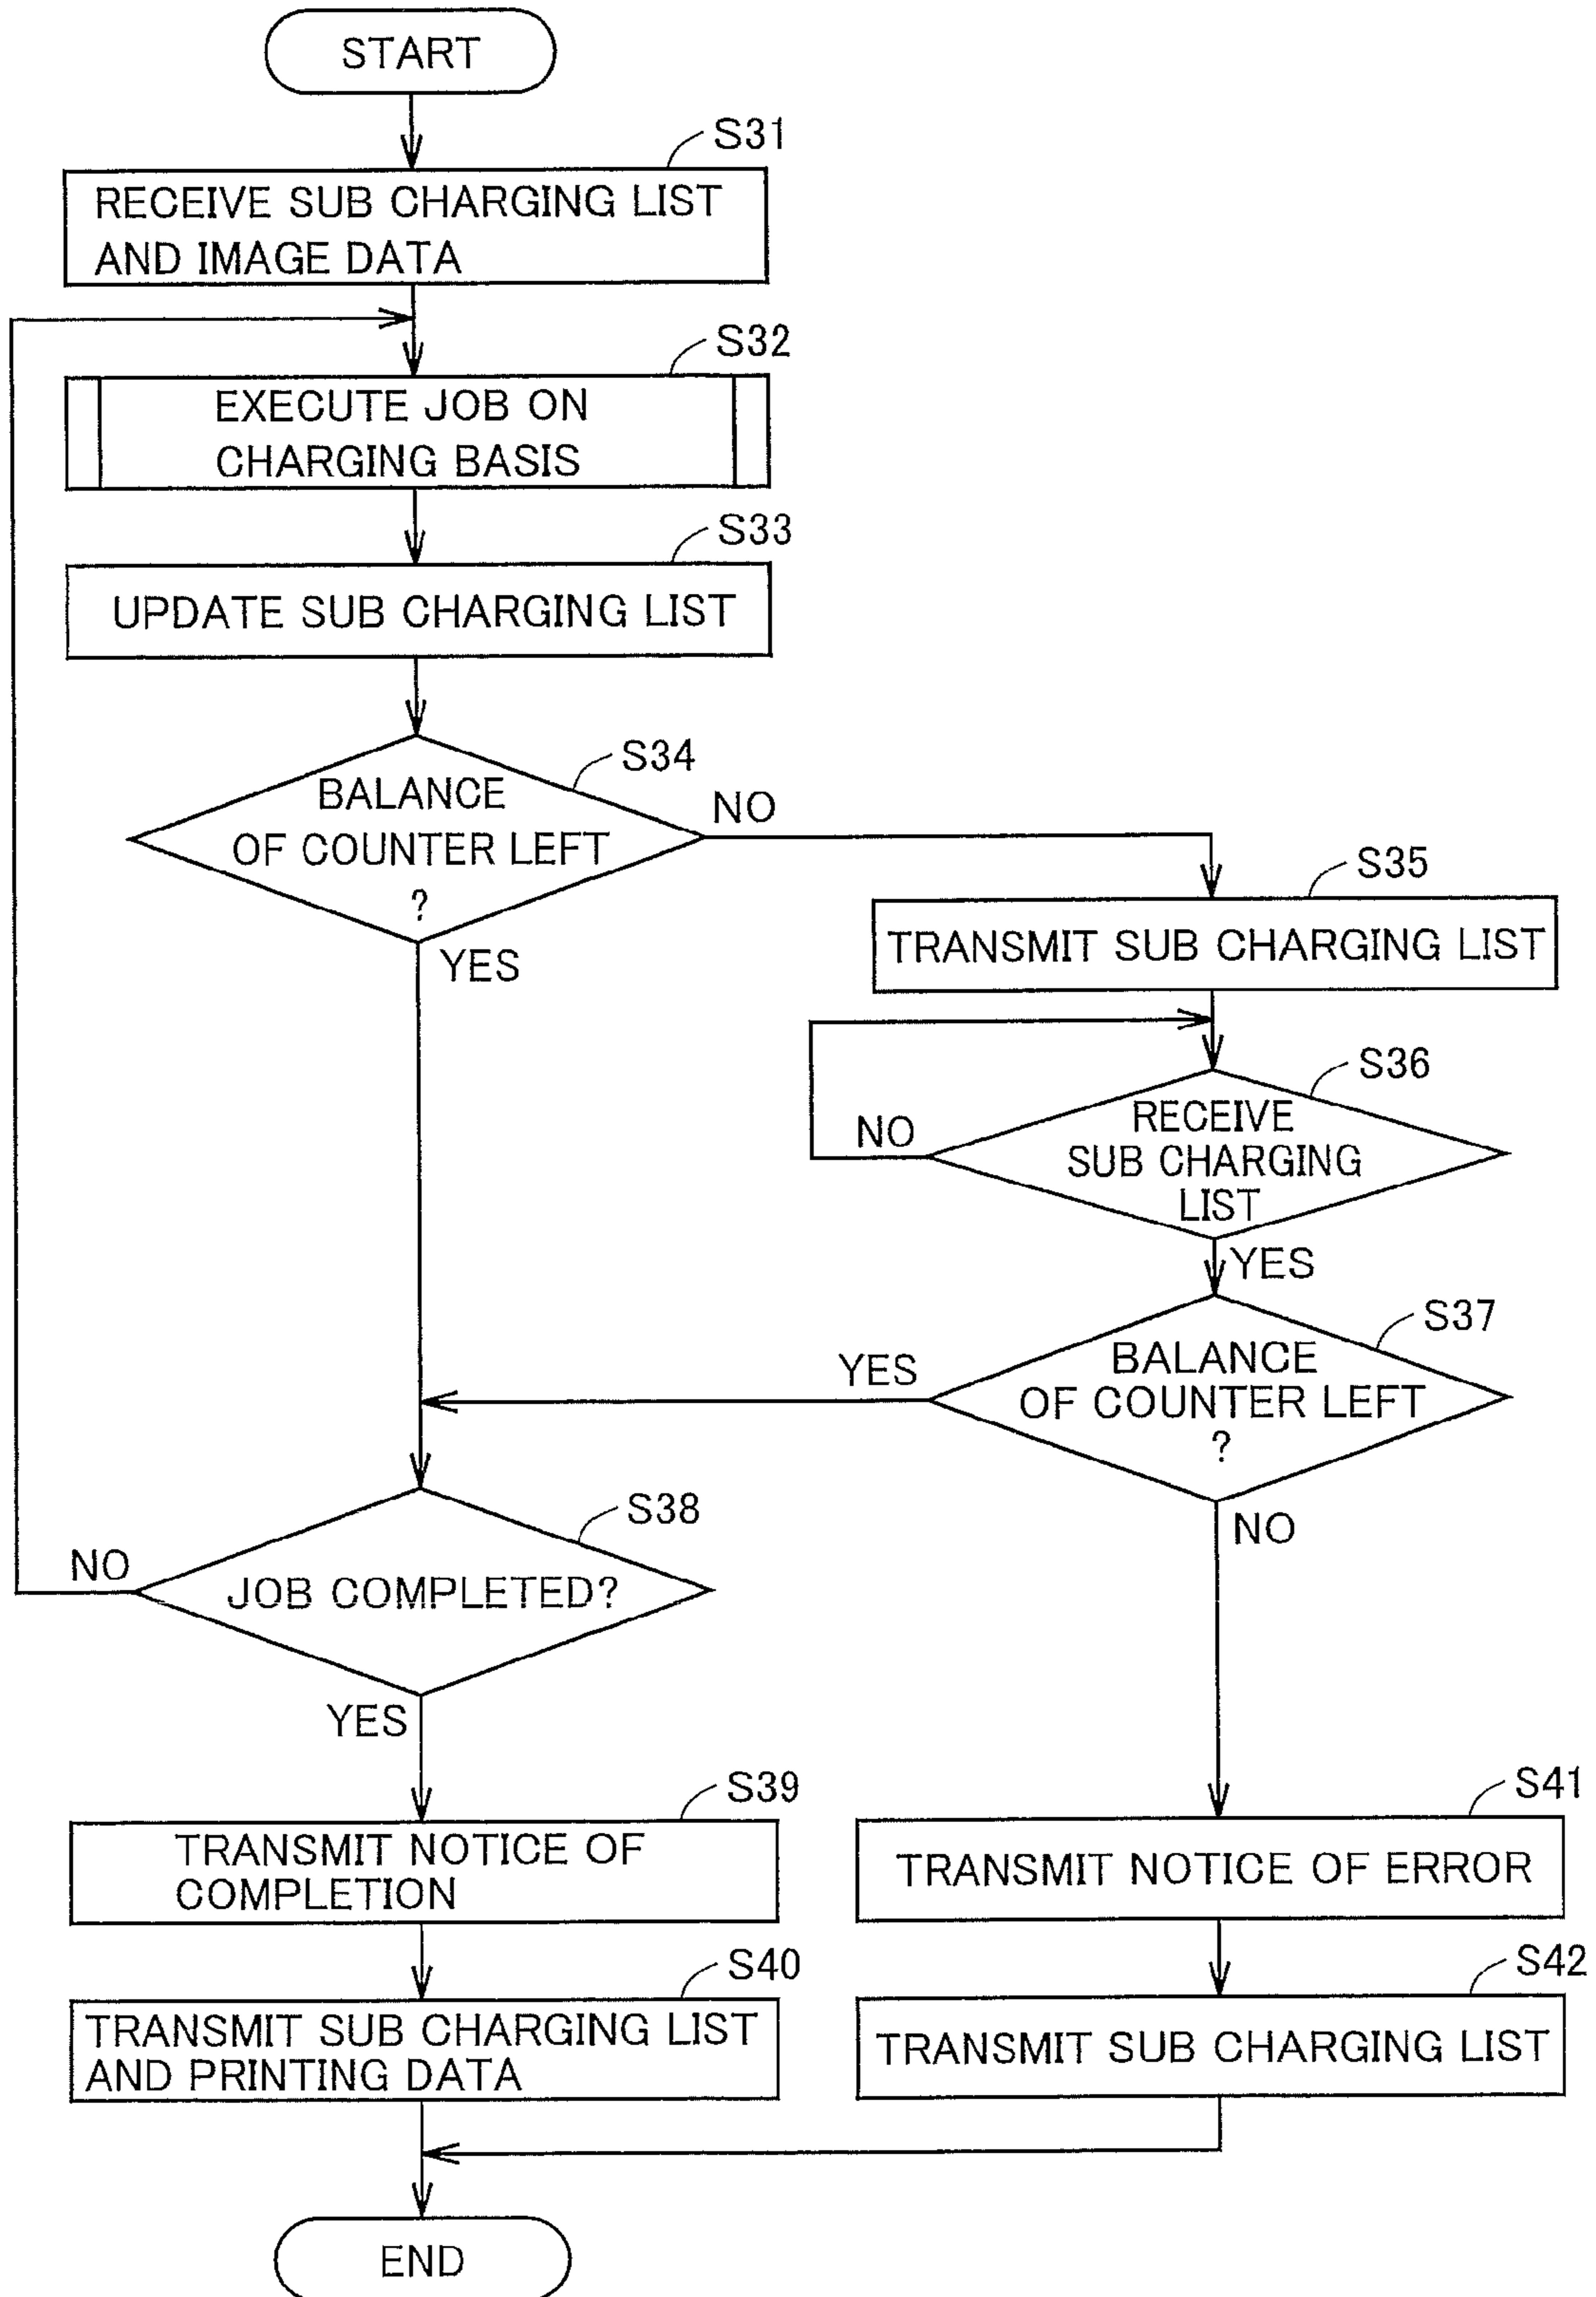 START
S31
RECEIVE SUB CHARGING LIST
AND IMAGE DATA
S32
EXECUTE JOB ON
CHARGING BASIS
S33
UPDATE SUB CHARGING LIST
S34
BALANCE
OF COUNTER LEFT
?
NO
YES
S35
TRANSMIT SUB CHARGING LIST
S36
RECEIVE
SUB CHARGING
LIST
NO
YES
S37
BALANCE
OF COUNTER LEFT
?
YES
NO
S38
JOB COMPLETED?
NO
YES
S39
TRANSMIT NOTICE OF
COMPLETION
S40
TRANSMIT SUB CHARGING LIST
AND PRINTING DATA
S41
TRANSMIT NOTICE OF ERROR
S42
TRANSMIT SUB CHARGING LIST
END